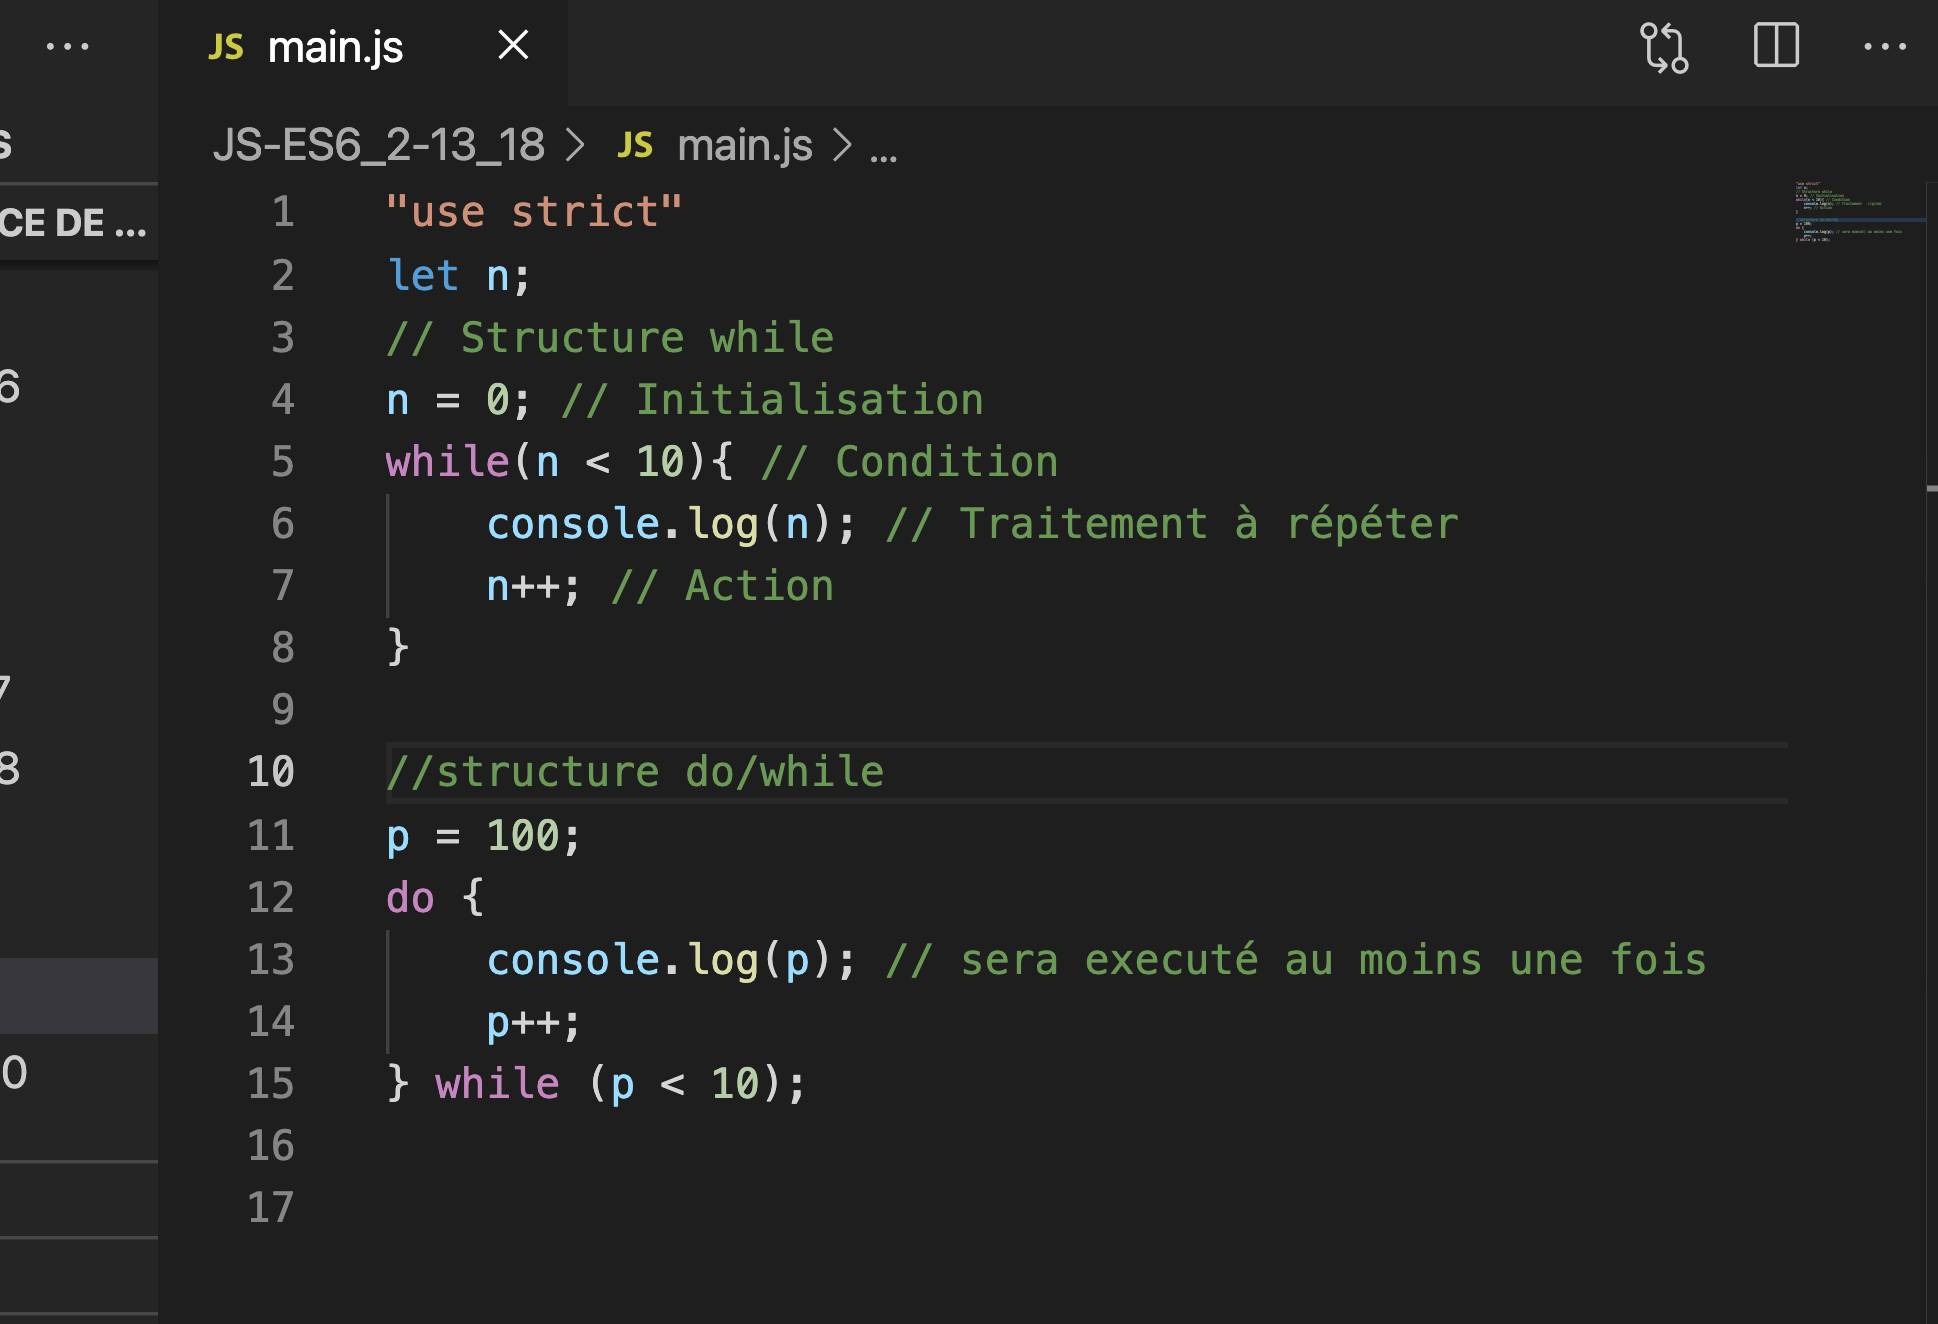 JS main.js
s
JS-ES6_2-13_18 > JS main.js > ...
CE DE ...
1 "use strict"
2 let n;
3 // Structure while
4 n = 0; // Initialisation
5 while(n < 10){ // Condition
6 console.log(n); // Traitement à répéter
7 n++; // Action
8 }
9
10 //structure do/while
11 p = 100;
12 do {
13 console.log(p); // sera executé au moins une fois
14 p++;
15 } while (p < 10);
16
17
6
7
8
0